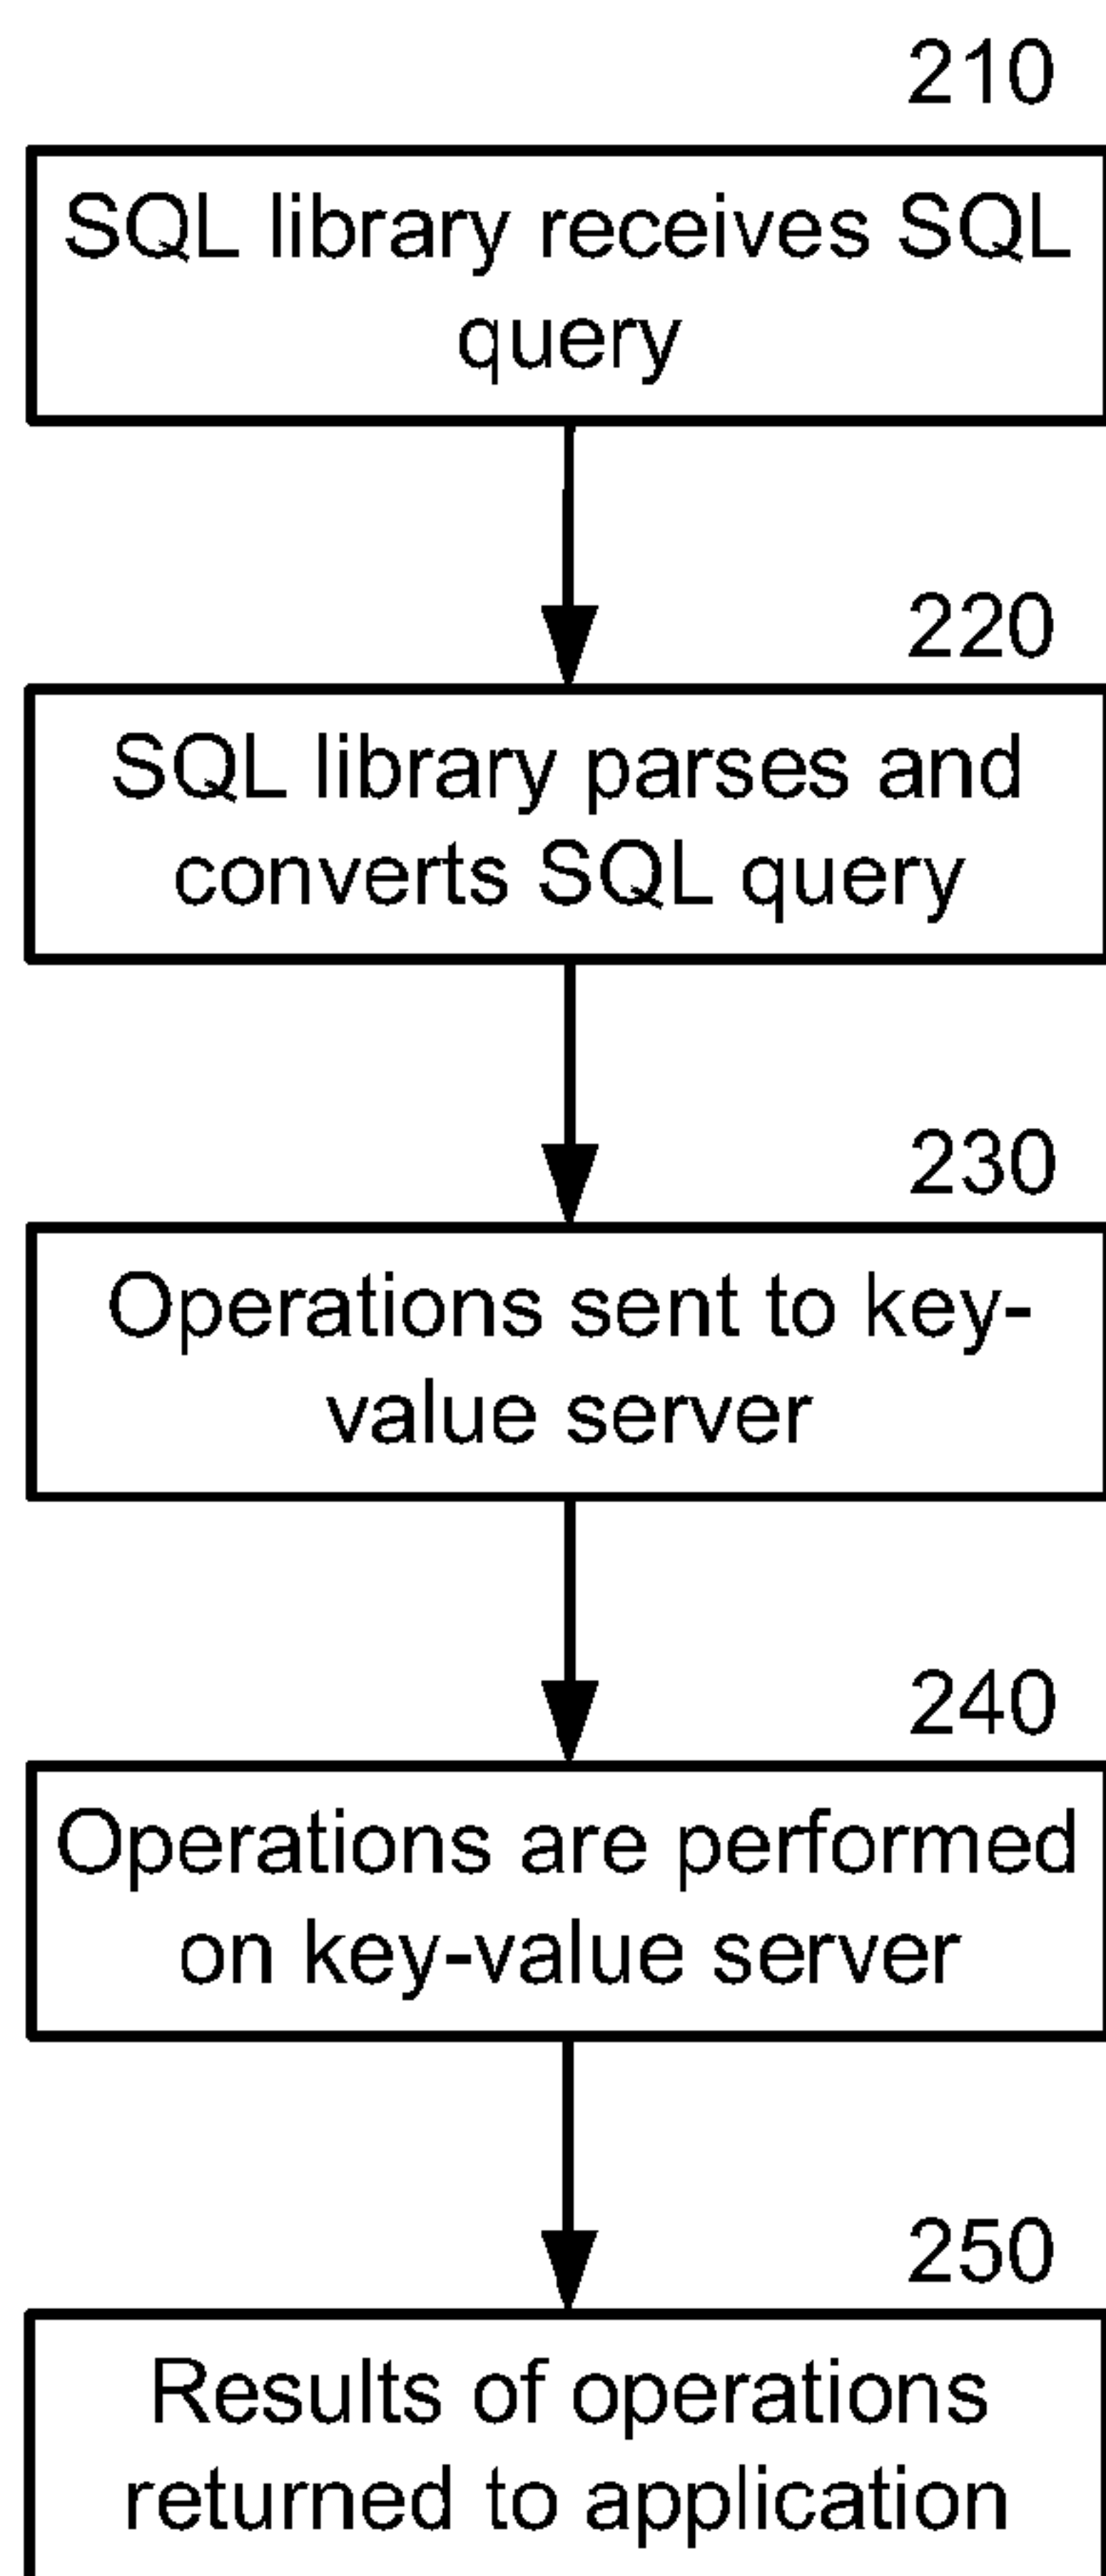 210
SQL library receives SQL
query
220
SQL library parses and
converts SQL query
230
Operations sent to key-
value server
240
Operations are performed
on key-value server
250
Results of operations
returned to application